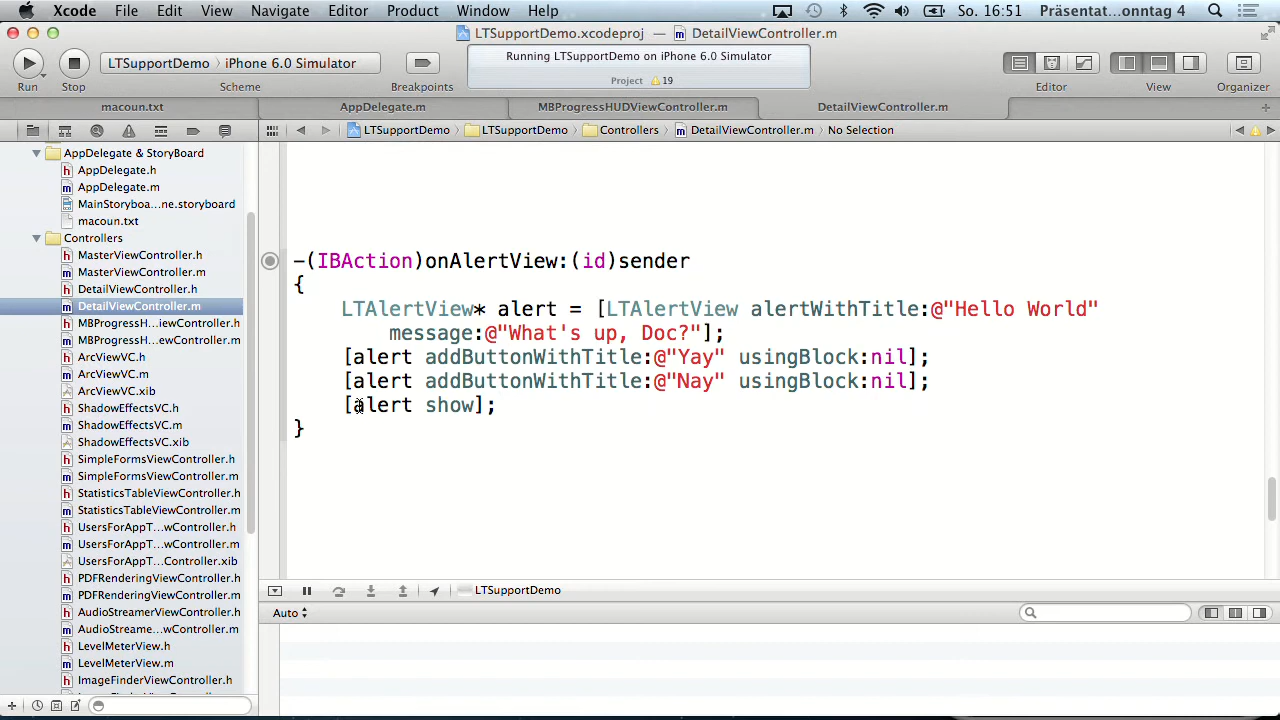 Xcode File Edit View Navigate Editor Product Window Help So. 16:51 Präsentat...onntag 4
LTSupportDemo.xcodeproj — DetailViewController.m
LTSupportDemo iPhone 6.0 Simulator
Running LTSupportDemo on iPhone 6.0 Simulator
Project 19
Run Stop Scheme Breakpoints Editor View Organizer
macoun.txt AppDelegate.m MBProgressHUDViewController.m DetailViewController.m
LTSupportDemo LTSupportDemo Controllers DetailViewController.m No Selection
AppDelegate & StoryBoard
AppDelegate.h
AppDelegate.m
MainStoryboa...ne.storyboard
macoun.txt
Controllers
MasterViewController.h
MasterViewController.m
DetailViewController.h
DetailViewController.m
MBProgressH...iewController.h
MBProgressH...ewController.m
ArcViewVC.h
ArcViewVC.m
ArcViewVC.xib
ShadowEffectsVC.h
ShadowEffectsVC.m
ShadowEffectsVC.xib
SimpleFormsViewController.h
SimpleFormsViewController.m
StatisticsTableViewController.h
StatisticsTableViewController.m
UsersForAppT...wController.h
UsersForAppT...wController.m
UsersForAppT...Controller.xib
PDFRenderingViewController.h
PDFRenderingViewController.m
AudioStreamerViewController.h
AudioStreame...wController.m
LevelMeterView.h
LevelMeterView.m
ImageFinderViewController.h
-(IBAction)onAlertView:(id)sender
{
LTAlertView* alert = [LTAlertView alertWithTitle:@"Hello World"
message:@"What's up, Doc?"];
[alert addButtonWithTitle:@"Yay" usingBlock:nil];
[alert addButtonWithTitle:@"Nay" usingBlock:nil];
[alert show];
}
LTSupportDemo
Auto